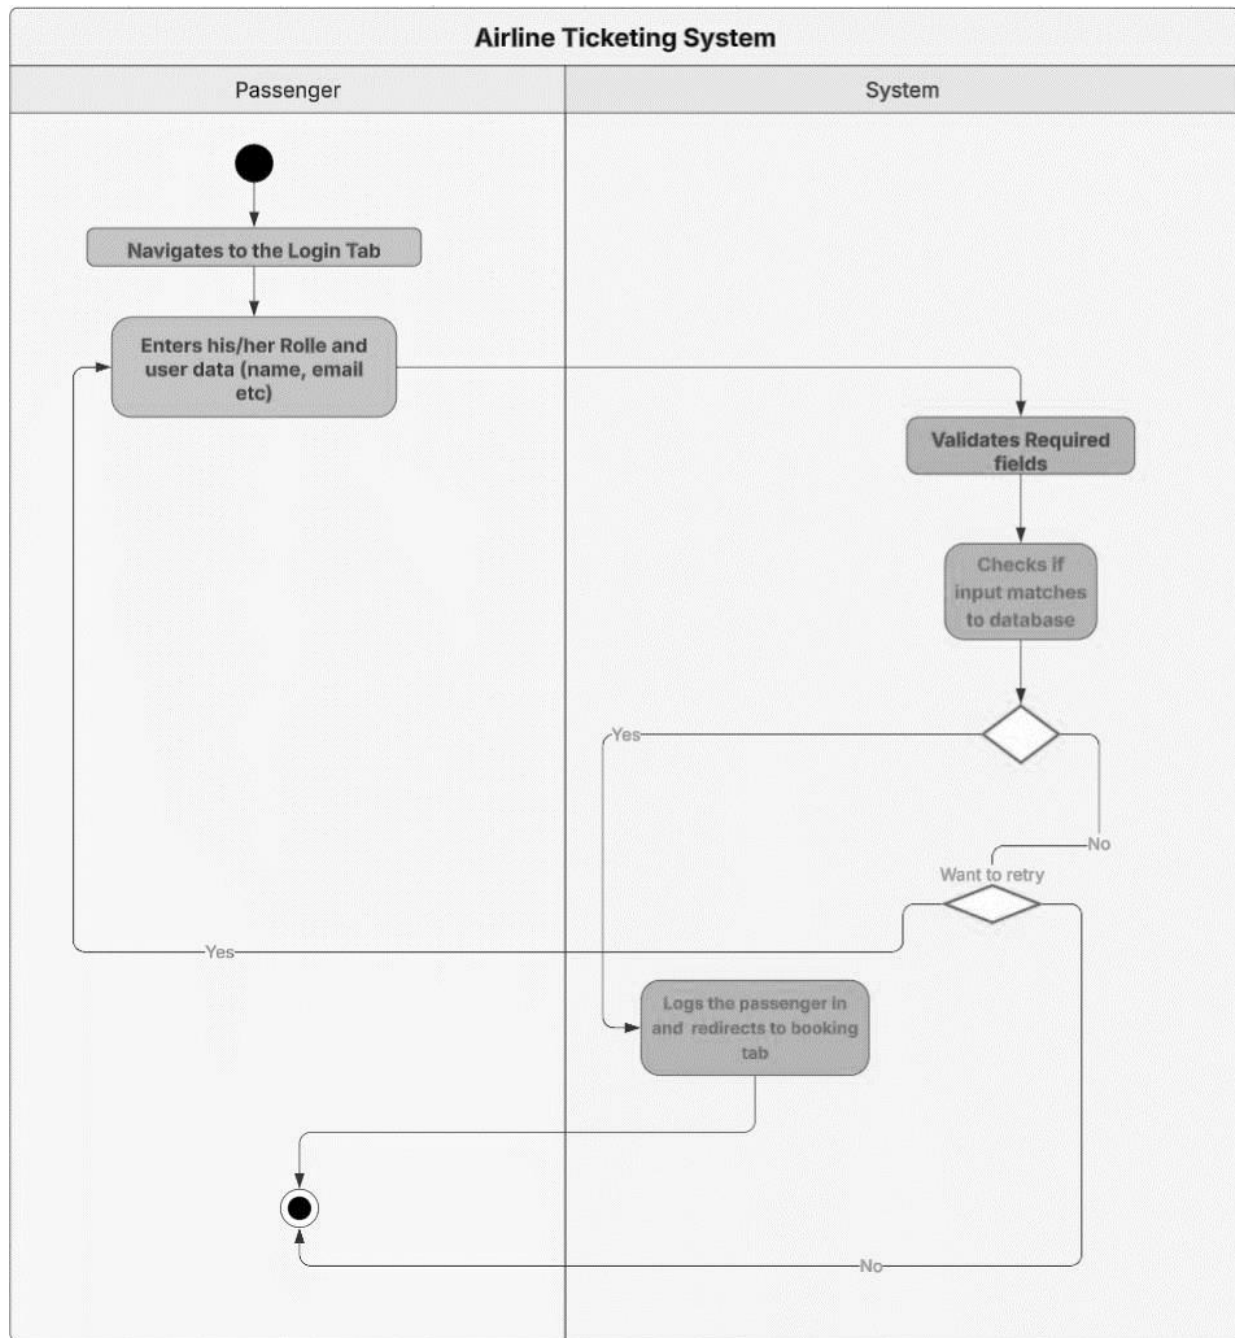 Airline Ticketing System
Passenger
System
Navigates to the Login Tab
Enters his/her Rolle and
user data (name, email
etc)
Validates Required
fields
Checks if
input matches
to database
Yes
No
Want to retry
Yes
Logs the passenger in
and redirects to booking
tab
No